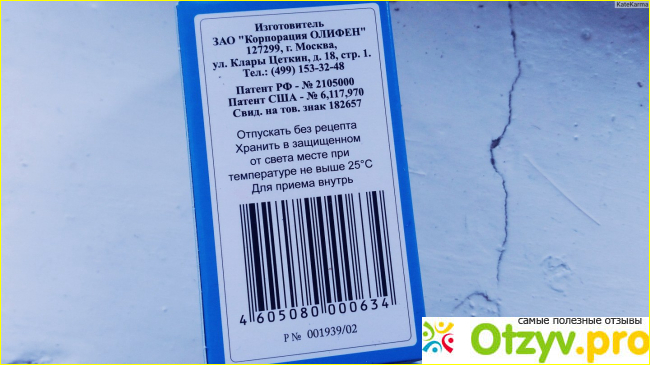 KateKarma
Изготовитель
ЗАО "Корпорация ОЛИФЕН"
127299, г. Москва,
ул. Клары Цеткин, д. 18, стр. 1.
Тел.: (499) 153-32-48
Патент РФ - № 2105000
Патент США - № 6,117,970
Свид. на тов. знак 182657
Отпускать без рецепта
Хранить в защищенном
от света месте при
температуре не выше 25°С
Для приема внутрь
4 605080 000634
Р № 001939/02
самые полезные отзывы
Otzyv.pro